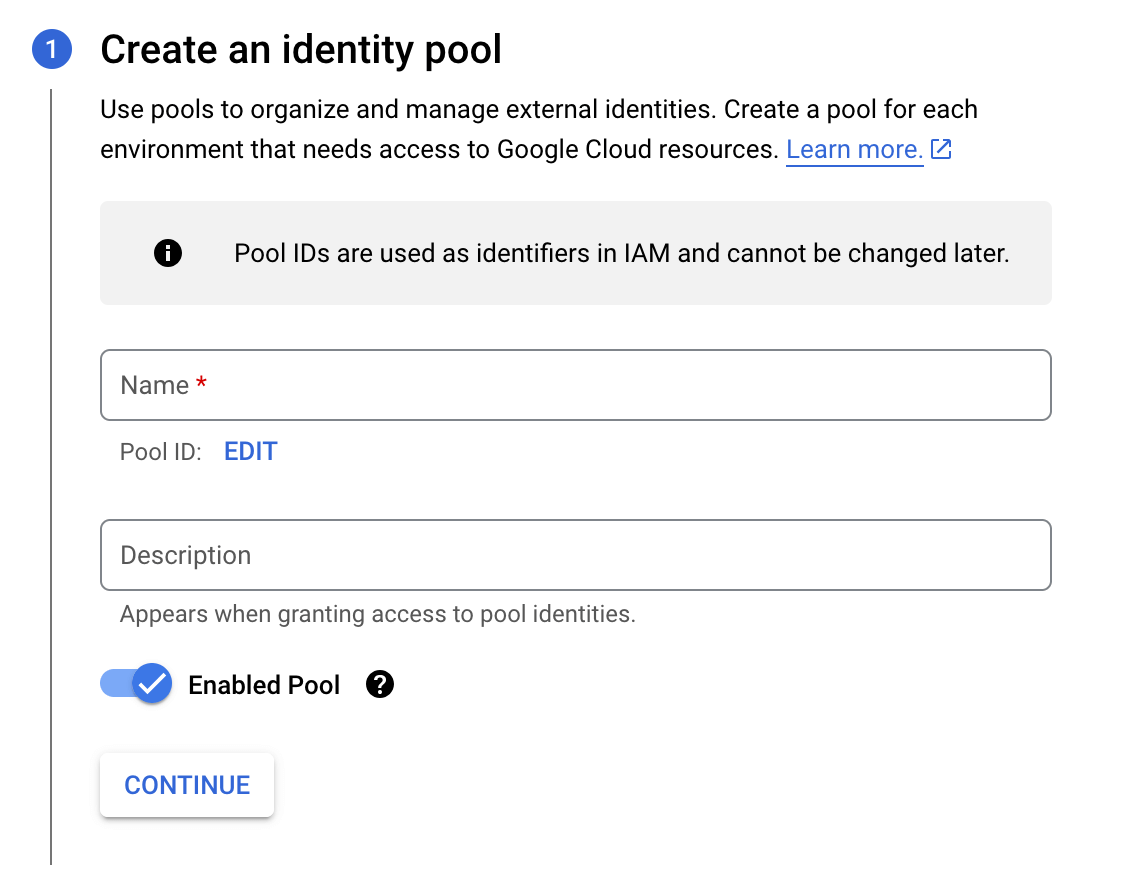 1 Create an identity pool
Use pools to organize and manage external identities. Create a pool for each
environment that needs access to Google Cloud resources. Learn more.
Pool IDs are used as identifiers in IAM and cannot be changed later.
Name *
Pool ID: EDIT
Description
Appears when granting access to pool identities.
Enabled Pool
CONTINUE